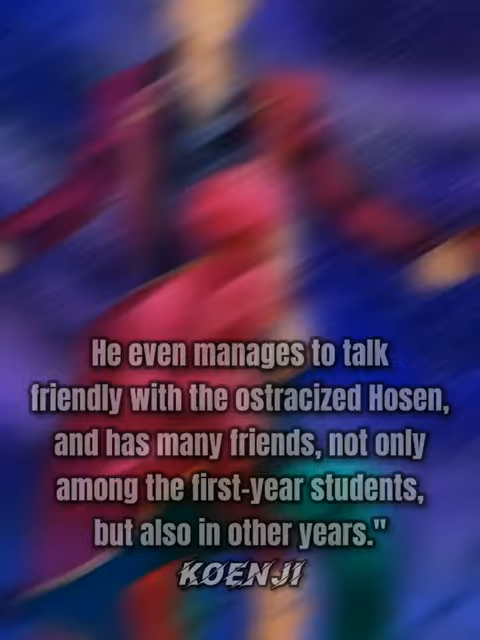 He even manages to talk
friendly with the ostracized Hosen,
and has many friends, not only
among the first-year students,
but also in other years."
KOENJI